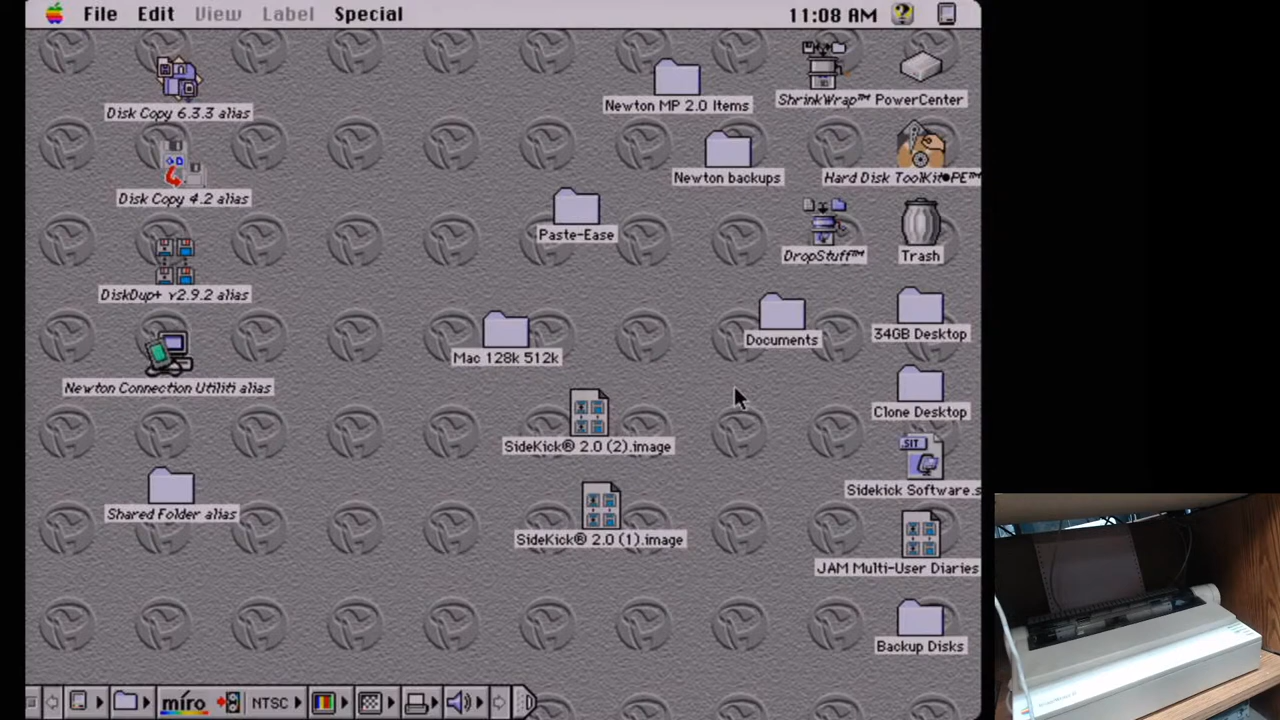 File Edit View Label Special 11:08 AM
Disk Copy 6.3.3 alias
Newton MP 2.0 Items
ShrinkWrap™ PowerCenter
Disk Copy 4.2 alias
Newton backups
Hard Disk ToolKit•PE™
Paste-Ease
DropStuff™
Trash
DiskDup+ v2.9.2 alias
Mac 128k 512k
Documents
34GB Desktop
Newton Connection Utiliti alias
Clone Desktop
SideKick® 2.0 (2).image
SIT
Sidekick Software.s
Shared Folder alias
SideKick® 2.0 (1).image
JAM Multi-User Diaries
Backup Disks
miro NTSC